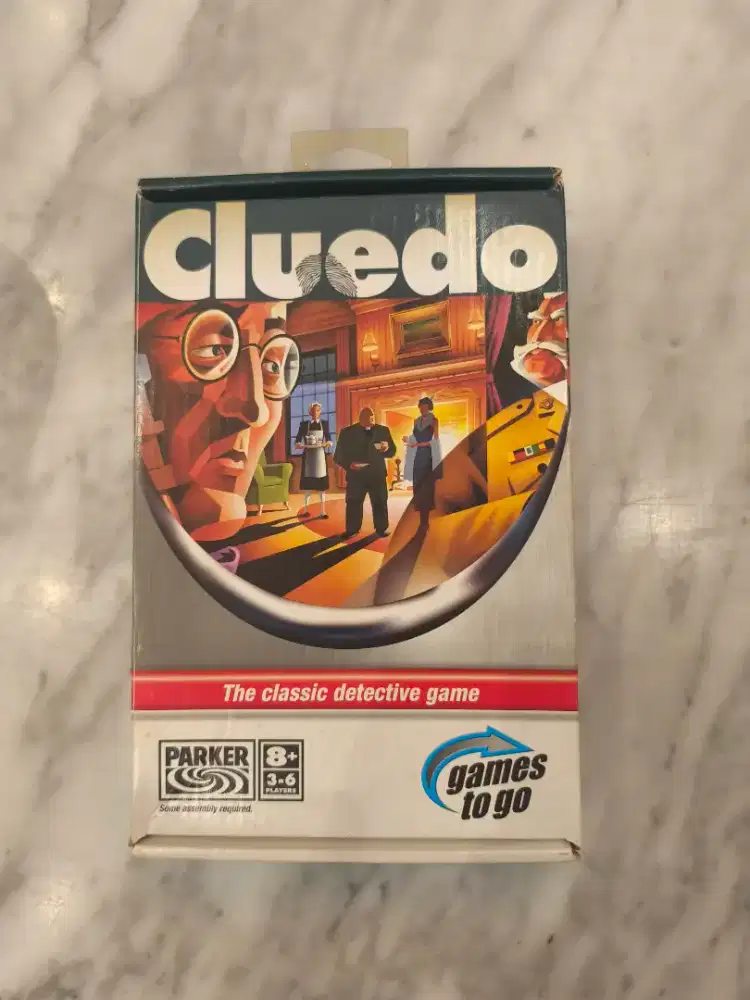 Cluedo
The classic detective game
PARKER
8+
3-6
PLAYERS
Some assembly required.
games
to go